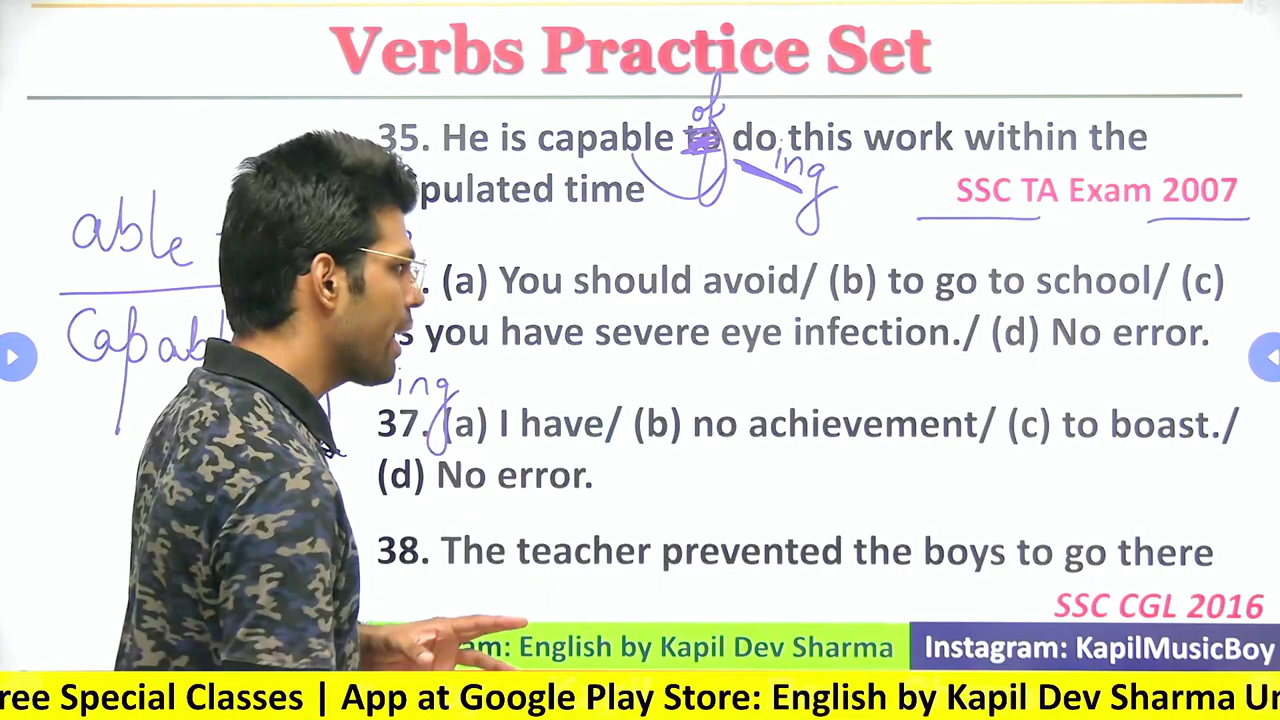 Verbs Practice Set
of
35. He is capable to do this work within the
ing
pulated time SSC TA Exam 2007
able
. (a) You should avoid/ (b) to go to school/ (c)
s you have severe eye infection./ (d) No error.
Capabl
ing
37. (a) I have/ (b) no achievement/ (c) to boast./
(d) No error.
38. The teacher prevented the boys to go there
SSC CGL 2016
am: English by Kapil Dev Sharma Instagram: KapilMusicBoy
ree Special Classes | App at Google Play Store: English by Kapil Dev Sharma Un